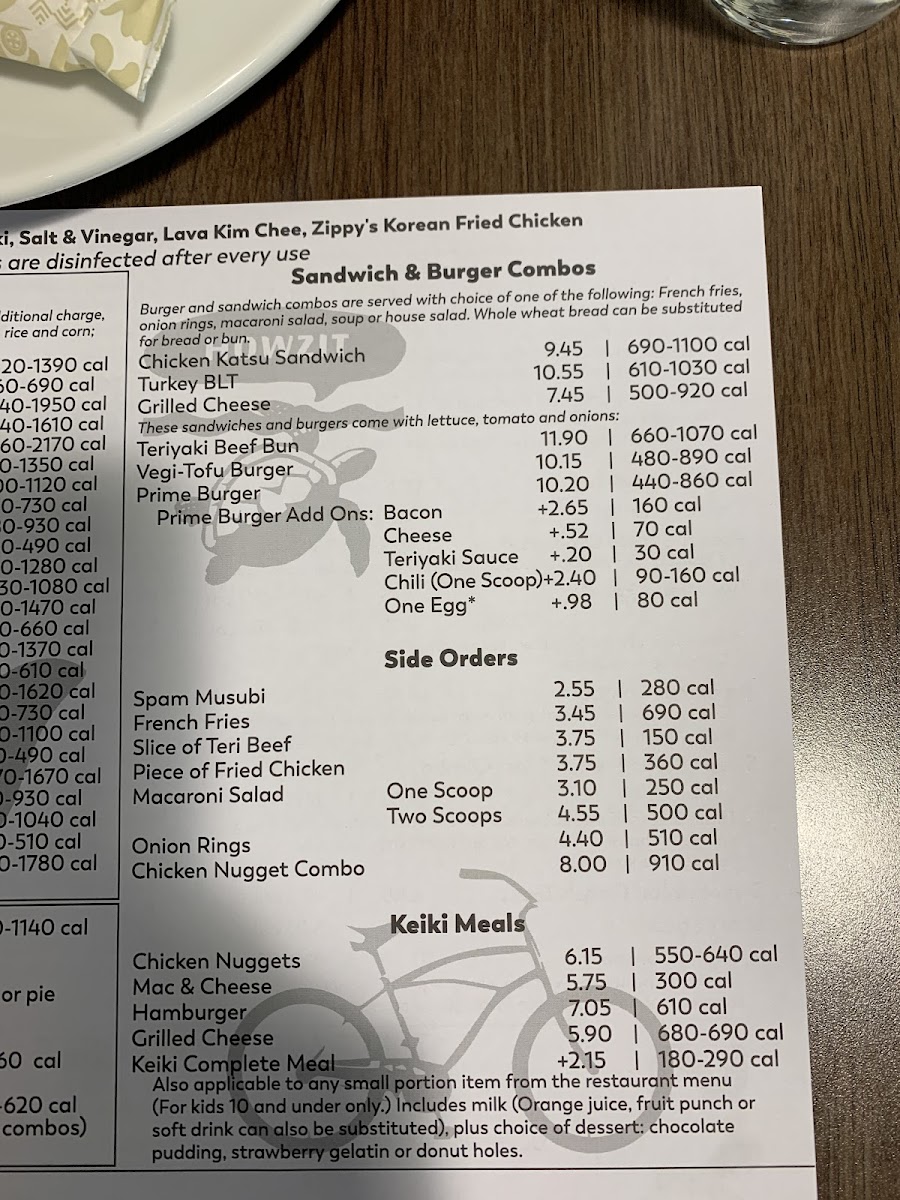 ki, Salt & Vinegar, Lava Kim Chee, Zippy's Korean Fried Chicken
are disinfected after every use
ditional charge,
rice and corn;
20-1390 cal
60-690 cal
40-1950 cal
40-1610 cal
60-2170 cal
0-1350 cal
00-1120 cal
0-730 cal
0-930 cal
0-490 cal
0-1280 cal
30-1080 cal
0-1470 cal
0-660 cal
0-1370 cal
0-610 cal
0-1620 cal
0-730 cal
0-1100 cal
0-490 cal
70-1670 cal
0-930 cal
0-1040 cal
0-510 cal
0-1780 cal
0-1140 cal
or pie
60 cal
-620 cal
combos)
Sandwich & Burger Combos
Burger and sandwich combos are served with choice of one of the following: French fries,
onion rings, macaroni salad, soup or house salad. Whole wheat bread can be substituted
for bread or bun.
HOWZIT
Chicken Katsu Sandwich 9.45 | 690-1100 cal
Turkey BLT 10.55 | 610-1030 cal
Grilled Cheese 7.45 | 500-920 cal
These sandwiches and burgers come with lettuce, tomato and onions:
Teriyaki Beef Bun 11.90 | 660-1070 cal
Vegi-Tofu Burger 10.15 | 480-890 cal
Prime Burger 10.20 | 440-860 cal
Prime Burger Add Ons: Bacon +2.65 | 160 cal
Cheese +.52 | 70 cal
Teriyaki Sauce +.20 | 30 cal
Chili (One Scoop)+2.40 | 90-160 cal
One Egg* +.98 | 80 cal
Side Orders
Spam Musubi 2.55 | 280 cal
French Fries 3.45 | 690 cal
Slice of Teri Beef 3.75 | 150 cal
Piece of Fried Chicken 3.75 | 360 cal
Macaroni Salad One Scoop 3.10 | 250 cal
Two Scoops 4.55 | 500 cal
Onion Rings 4.40 | 510 cal
Chicken Nugget Combo 8.00 | 910 cal
Keiki Meals
Chicken Nuggets 6.15 | 550-640 cal
Mac & Cheese 5.75 | 300 cal
Hamburger 7.05 | 610 cal
Grilled Cheese 5.90 | 680-690 cal
Keiki Complete Meal +2.15 | 180-290 cal
Also applicable to any small portion item from the restaurant menu
(For kids 10 and under only.) Includes milk (Orange juice, fruit punch or
soft drink can also be substituted), plus choice of dessert: chocolate
pudding, strawberry gelatin or donut holes.